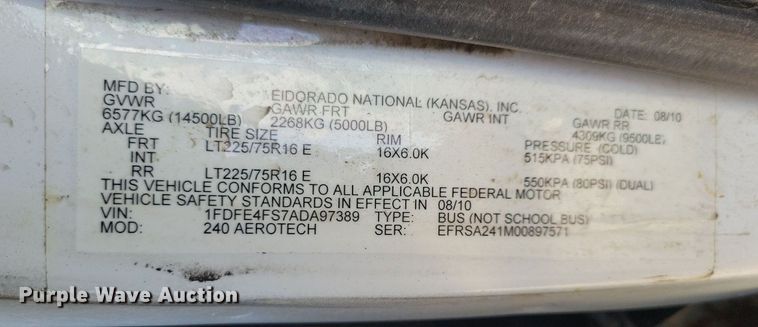 MFD BY: EIDORADO NATIONAL (KANSAS), INC. DATE: 08/10
GVWR GAWR FRT GAWR INT GAWR RR
6577KG (14500LB) 2268KG (5000LB) 4309KG (9500LB)
AXLE TIRE SIZE RIM PRESSURE (COLD)
FRT LT225/75R16 E 16X6.0K 515KPA (75PSI)
INT
RR LT225/75R16 E 16X6.0K 550KPA (80PSI) (DUAL)
THIS VEHICLE CONFORMS TO ALL APPLICABLE FEDERAL MOTOR
VEHICLE SAFETY STANDARDS IN EFFECT IN 08/10
VIN: 1FDFE4FS7ADA97389 TYPE: BUS (NOT SCHOOL BUS)
MOD: 240 AEROTECH SER: EFRSA241M00897571
Purple Wave Auction